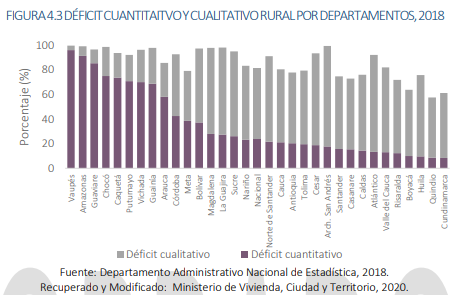 FIGURA 4.3 DÉFICIT CUANTITAITVO Y CUALITATIVO RURAL POR DEPARTAMENTOS, 2018
Porcentaje (%)
100
80
60
40
20
0
Vaupés
Amazonas
Guaviare
Chocó
Caquetá
Putumayo
Vichada
Guainía
Arauca
Córdoba
Meta
Bolívar
Magdalena
La Guajira
Sucre
Nariño
Nacional
Norte de Santander
Cauca
Antioquia
Tolima
Cesar
Arch. San Andrés
Santander
Casanare
Caldas
Atlántico
Valle del Cauca
Risaralda
Boyacá
Huila
Quindío
Cundinamarca
Déficit cualitativo
Déficit cuantitativo
Fuente: Departamento Administrativo Nacional de Estadística, 2018.
Recuperado y Modificado: Ministerio de Vivienda, Ciudad y Territorio, 2020.